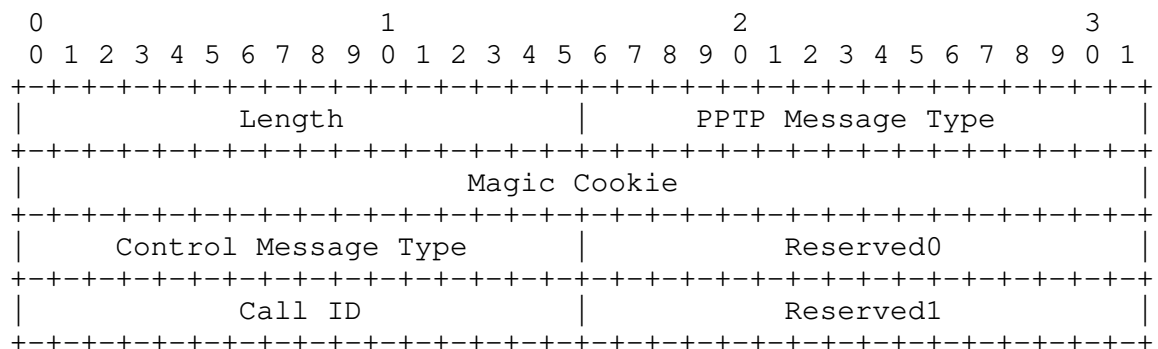 0                   1                   2                   3
 0 1 2 3 4 5 6 7 8 9 0 1 2 3 4 5 6 7 8 9 0 1 2 3 4 5 6 7 8 9 0 1
+-+-+-+-+-+-+-+-+-+-+-+-+-+-+-+-+-+-+-+-+-+-+-+-+-+-+-+-+-+-+-+-+
|            Length             |      PPTP Message Type        |
+-+-+-+-+-+-+-+-+-+-+-+-+-+-+-+-+-+-+-+-+-+-+-+-+-+-+-+-+-+-+-+-+
|                         Magic Cookie                          |
+-+-+-+-+-+-+-+-+-+-+-+-+-+-+-+-+-+-+-+-+-+-+-+-+-+-+-+-+-+-+-+-+
|     Control Message Type      |           Reserved0           |
+-+-+-+-+-+-+-+-+-+-+-+-+-+-+-+-+-+-+-+-+-+-+-+-+-+-+-+-+-+-+-+-+
|            Call ID            |           Reserved1           |
+-+-+-+-+-+-+-+-+-+-+-+-+-+-+-+-+-+-+-+-+-+-+-+-+-+-+-+-+-+-+-+-+